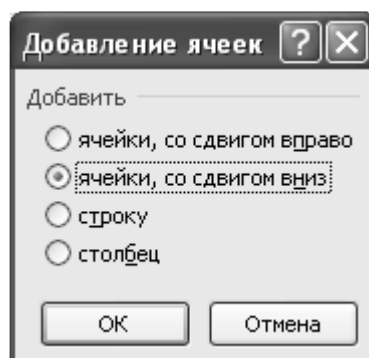 Добавление ячеек
Добавить
ячейки, со сдвигом вправо
ячейки, со сдвигом вниз
строку
столбец
ОК
Отмена